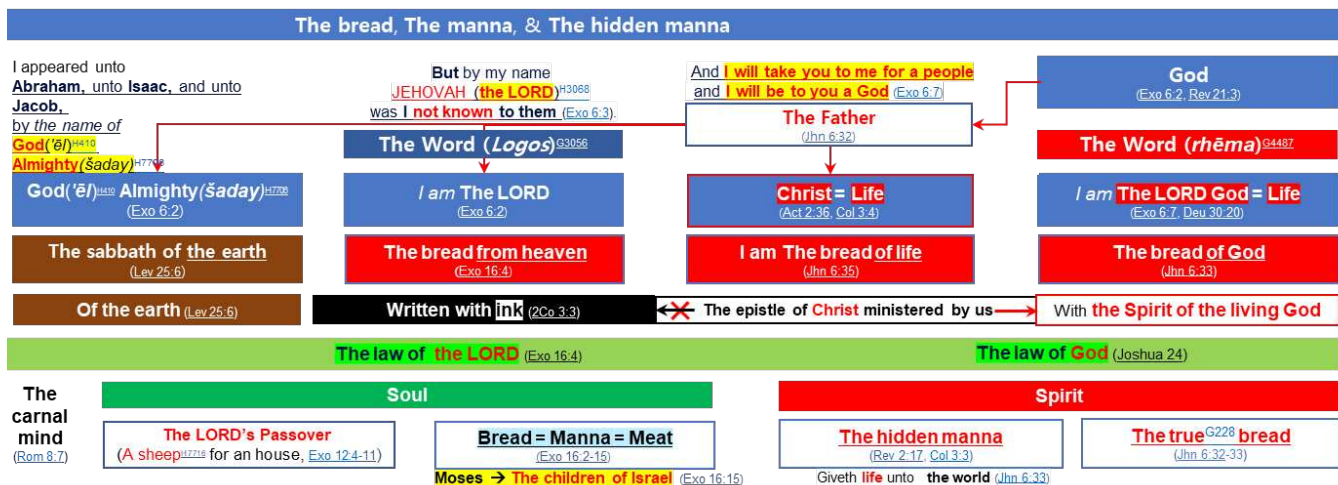 The bread, The manna, & The hidden manna
I appeared unto
Abraham, unto Isaac, and unto
Jacob,
by the name of
God('ēl)H410
Almighty(šaday)H7706
But by my name
JEHOVAH (the LORD)H3068
was I not known to them (Exo 6:3).
And I will take you to me for a people
and I will be to you a God (Exo 6:7)
God
(Exo 6:2, Rev 21:3)
The Father
(Jhn 6:32)
The Word (Logos)G3056
The Word (rhēma)G4487
God('ēl)H410 Almighty(šaday)H7706
(Exo 6:2)
I am The LORD
(Exo 6:2)
Christ = Life
(Act 2:36, Col 3:4)
I am The LORD God = Life
(Exo 6:7, Deu 30:20)
The sabbath of the earth
(Lev 25:6)
The bread from heaven
(Exo 16:4)
I am The bread of life
(Jhn 6:35)
The bread of God
(Jhn 6:33)
Of the earth (Lev 25:6)
Written with ink (2Co 3:3)
The epistle of Christ ministered by us
With the Spirit of the living God
The law of the LORD (Exo 16:4)
The law of God (Joshua 24)
The
carnal
mind
(Rom 8:7)
Soul
Spirit
The LORD's Passover
(A sheepH7716 for an house, Exo 12:4-11)
Bread = Manna = Meat
(Exo 16:2-15)
Moses → The children of Israel (Exo 16:15)
The hidden manna
(Rev 2:17, Col 3:3)
Giveth life unto the world (Jhn 6:33)
The trueG228 bread
(Jhn 6:32-33)